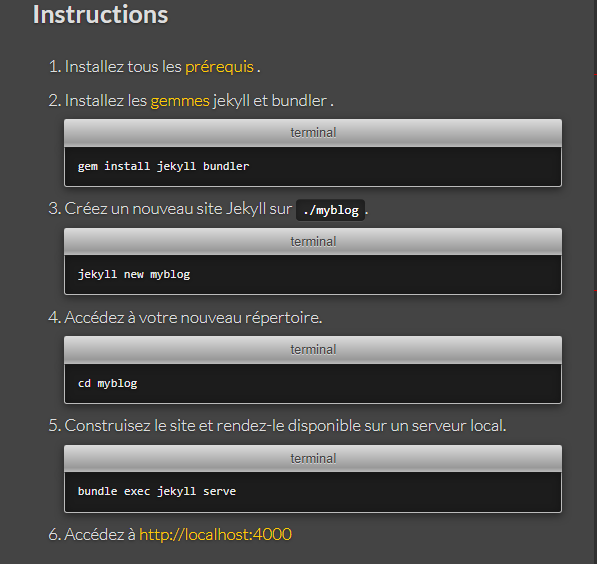 Instructions
1. Installez tous les prérequis .
2. Installez les gemmes jekyll et bundler .
terminal
gem install jekyll bundler
3. Créez un nouveau site Jekyll sur ./myblog.
terminal
jekyll new myblog
4. Accédez à votre nouveau répertoire.
terminal
cd myblog
5. Construisez le site et rendez-le disponible sur un serveur local.
terminal
bundle exec jekyll serve
6. Accédez à http://localhost:4000